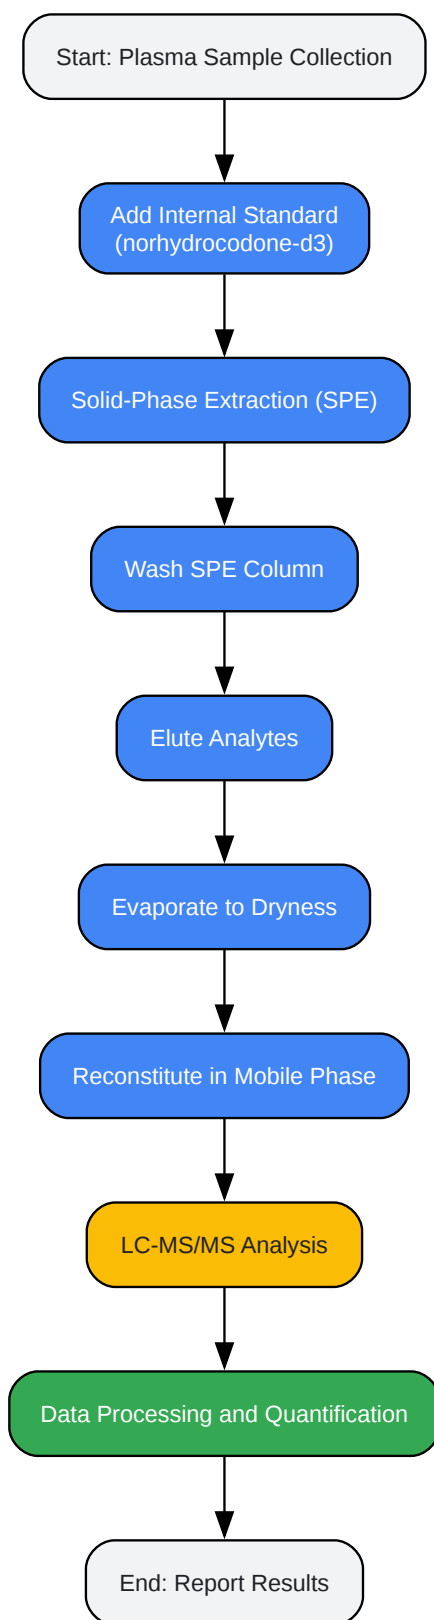 Start: Plasma Sample Collection
Add Internal Standard
(norhydrocodone-d3)
Solid-Phase Extraction (SPE)
Wash SPE Column
Elute Analytes
Evaporate to Dryness
Reconstitute in Mobile Phase
LC-MS/MS Analysis
Data Processing and Quantification
End: Report Results